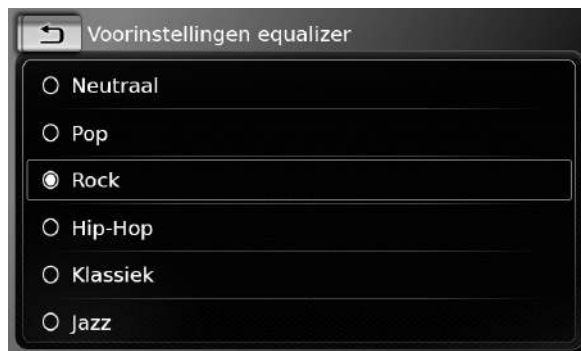 Voorinstellingen equalizer
Neutraal
Pop
Rock
Hip-Hop
Klassiek
Jazz